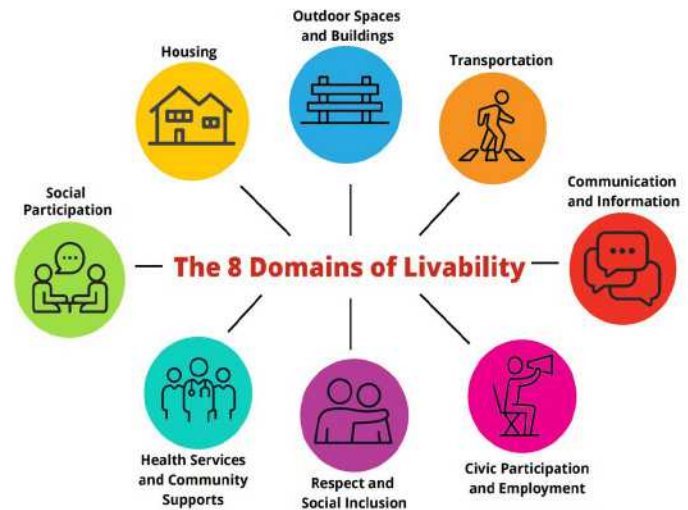 Outdoor Spaces
and Buildings
Housing
Transportation
Social
Participation
Communication
and Information
The 8 Domains of Livability
Health Services
and Community
Supports
Respect and
Social Inclusion
Civic Participation
and Employment